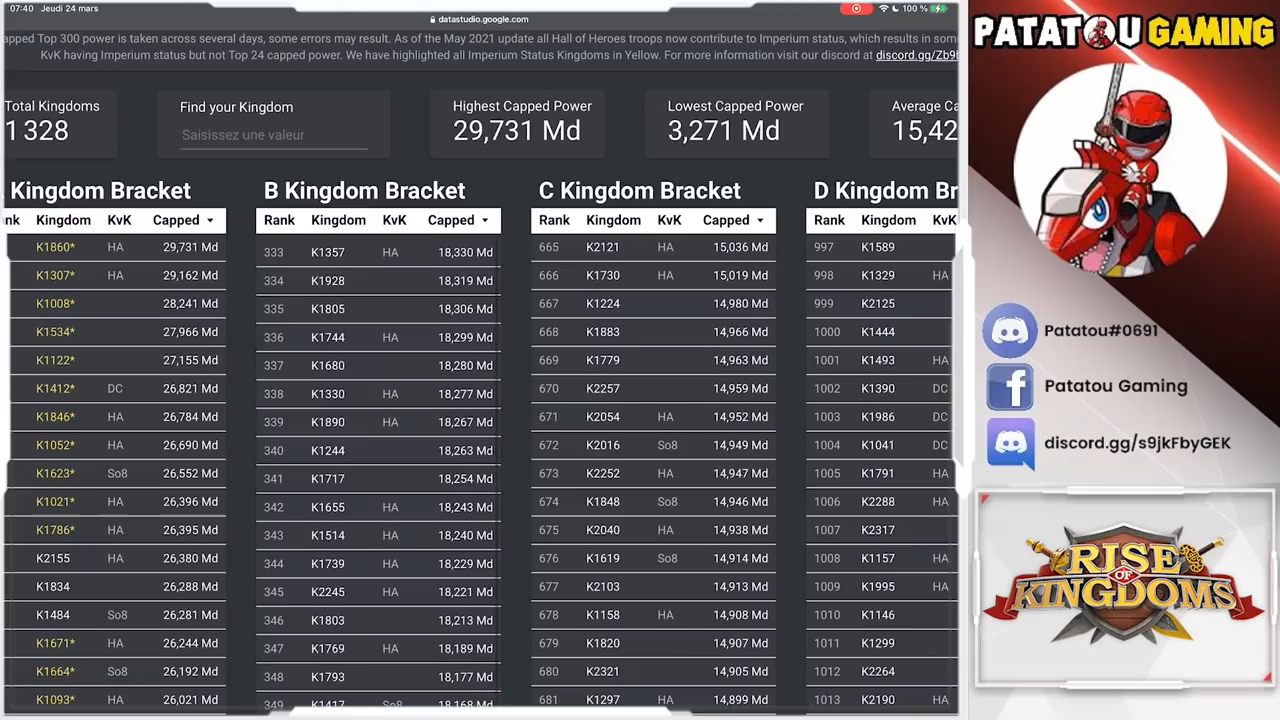 07:40 Jeudi 24 mars
100 %
datastudio.google.com
apped Top 300 power is taken across several days, some errors may result. As of the May 2021 update all Hall of Heroes troops now contribute to Imperium status, which results in som
KvK having Imperium status but not Top 24 capped power. We have highlighted all Imperium Status Kingdoms in Yellow. For more information visit our discord at discord.gg/Zb9
Total Kingdoms
1 328
Find your Kingdom
Saisissez une valeur
Highest Capped Power
29,731 Md
Lowest Capped Power
3,271 Md
Average Ca
15,42
Kingdom Bracket
nk Kingdom KvK Capped
K1860* HA 29,731 Md
K1307* HA 29,162 Md
K1008* 28,241 Md
K1534* 27,966 Md
K1122* 27,155 Md
K1412* DC 26,821 Md
K1846* HA 26,784 Md
K1052* HA 26,690 Md
K1623* So8 26,552 Md
K1021* HA 26,396 Md
K1786* HA 26,395 Md
K2155 HA 26,380 Md
K1834 26,288 Md
K1484 So8 26,281 Md
K1671* HA 26,244 Md
K1664* So8 26,192 Md
K1093* HA 26,021 Md
B Kingdom Bracket
Rank Kingdom KvK Capped
333 K1357 HA 18,330 Md
334 K1928 18,319 Md
335 K1805 18,306 Md
336 K1744 HA 18,299 Md
337 K1680 18,280 Md
338 K1330 HA 18,277 Md
339 K1890 HA 18,267 Md
340 K1244 18,263 Md
341 K1717 18,254 Md
342 K1655 HA 18,243 Md
343 K1514 HA 18,240 Md
344 K1739 HA 18,229 Md
345 K2245 HA 18,221 Md
346 K1803 18,213 Md
347 K1769 HA 18,189 Md
348 K1793 18,177 Md
349 K1417 So8 18,168 Md
C Kingdom Bracket
Rank Kingdom KvK Capped
665 K2121 HA 15,036 Md
666 K1730 HA 15,019 Md
667 K1224 14,980 Md
668 K1883 14,966 Md
669 K1779 14,963 Md
670 K2257 14,959 Md
671 K2054 HA 14,952 Md
672 K2016 So8 14,949 Md
673 K2252 HA 14,947 Md
674 K1848 So8 14,946 Md
675 K2040 HA 14,938 Md
676 K1619 So8 14,914 Md
677 K2103 14,913 Md
678 K1158 HA 14,908 Md
679 K1820 14,907 Md
680 K2321 14,905 Md
681 K1297 HA 14,899 Md
D Kingdom Br
Rank Kingdom KvK
997 K1589
998 K1329 HA
999 K2125
1000 K1444
1001 K1493 HA
1002 K1390 DC
1003 K1986 DC
1004 K1041 DC
1005 K1791 HA
1006 K2288 HA
1007 K2317
1008 K1157 HA
1009 K1995 HA
1010 K1146
1011 K1299
1012 K2264
1013 K2190 HA
PATATOU GAMING
Patatou#0691
Patatou Gaming
discord.gg/s9jkFbyGEK
RISE
OF
KINGDOMS